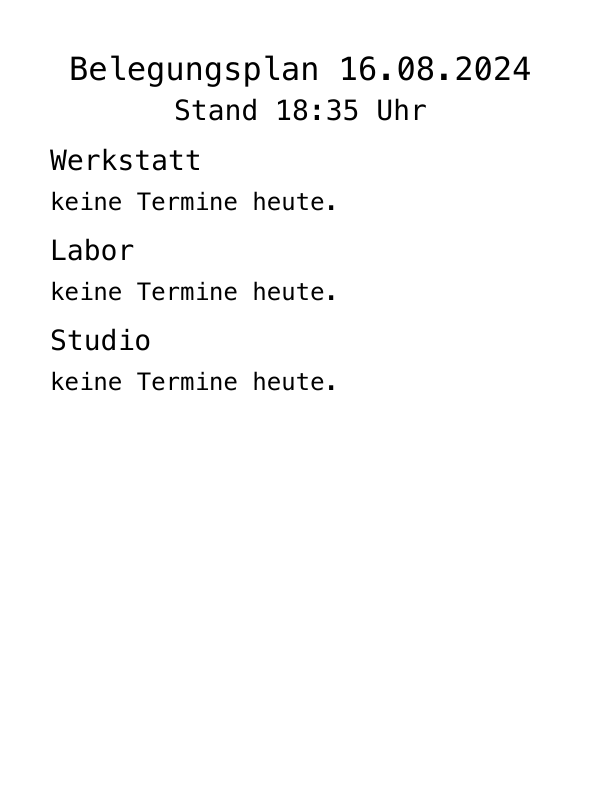 Belegungsplan 16.08.2024
Stand 18:35 Uhr
Werkstatt
keine Termine heute.
Labor
keine Termine heute.
Studio
keine Termine heute.